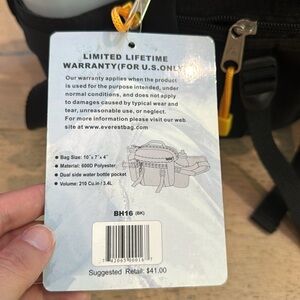 LIMITED LIFETIME
WARRANTY(FOR U.S.ONLY)
Our warranty applies when the product
is used for the purpose intended, under
normal conditions, and does not apply
to damages caused by typical wear and
tear, unreasonable use, or neglect.
For more information please visit our web
site at www.everestbag.com
Bag Size: 10" x 7" x 4"
Material: 600D Polyester
Dual side water bottle pocket
Volume: 210 Cu.in / 3.4L
BH16 (BK)
Suggested Retail: $41.00